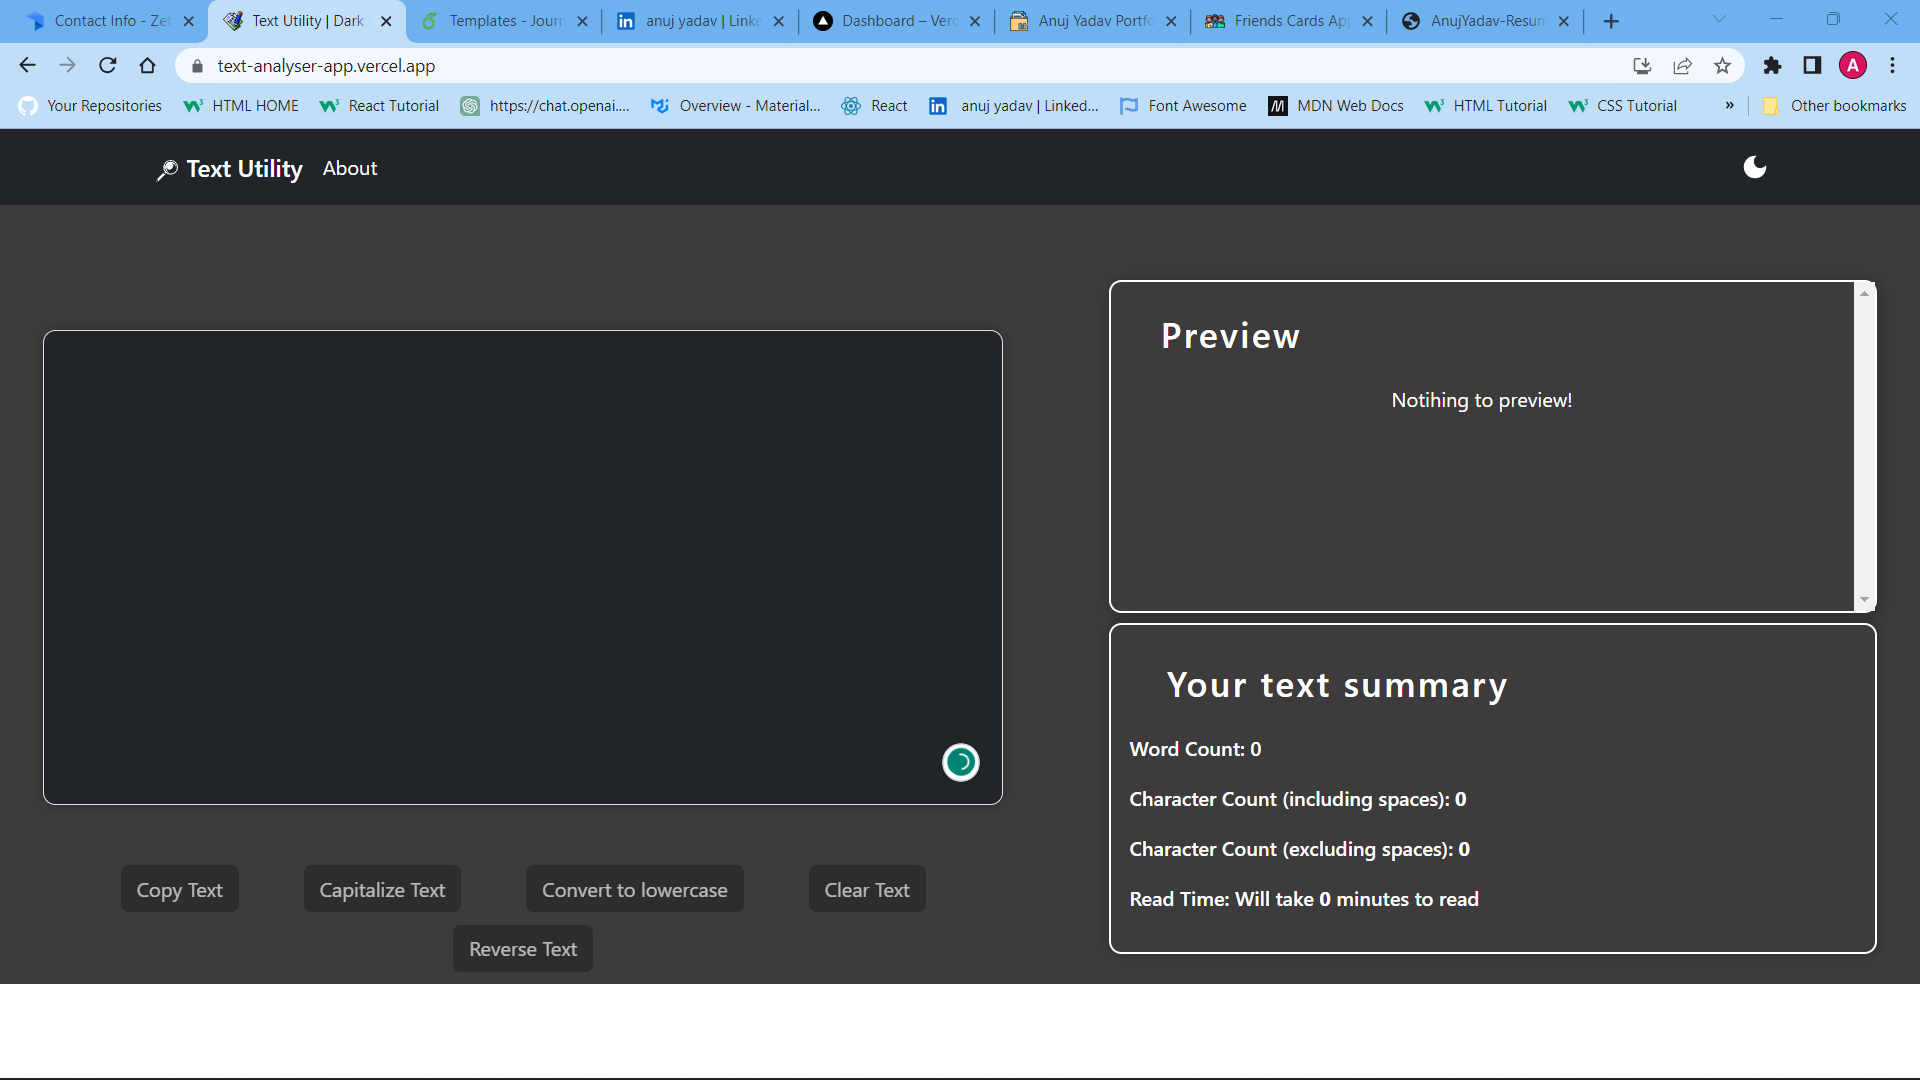 Contact Info - Zet
Text Utility | Dark
Templates - Journ
anuj yadav | Linke
Dashboard – Verc
Anuj Yadav Portfo
Friends Cards App
AnujYadav-Resum
text-analyser-app.vercel.app
A
Your Repositories
HTML HOME
React Tutorial
https://chat.openai....
Overview - Material...
React
anuj yadav | Linked...
Font Awesome
MDN Web Docs
HTML Tutorial
CSS Tutorial
»
Other bookmarks
Text Utility
About
Preview
Notihing to preview!
Your text summary
Word Count: 0
Character Count (including spaces): 0
Character Count (excluding spaces): 0
Read Time: Will take 0 minutes to read
Copy Text
Capitalize Text
Convert to lowercase
Clear Text
Reverse Text